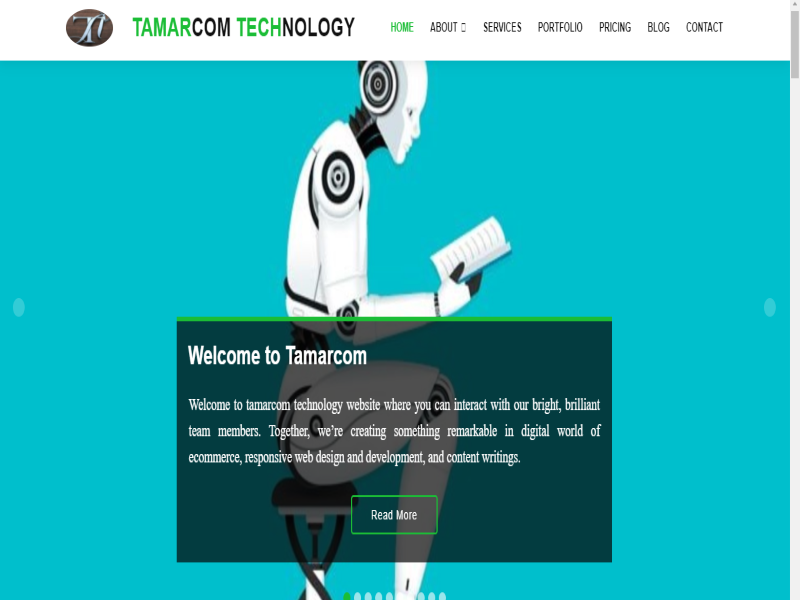 TAMARCOM TECHNOLOGY
HOME ABOUT SERVICES PORTFOLIO PRICING BLOG CONTACT
Welcome to Tamarcom
Welcome to tamarcom technology website where you can interact with our bright, brilliant
team members. Together, we're creating something remarkable in digital world of
ecommerce, responsive web design and development, and content writings.
Read More